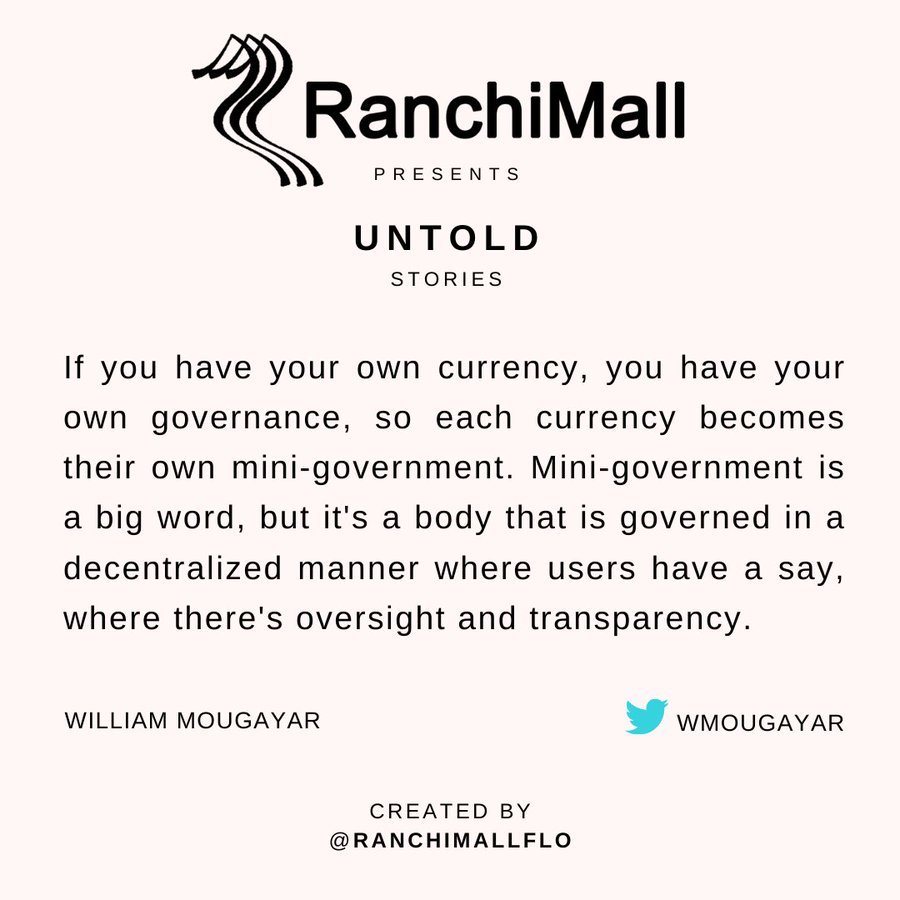 RanchiMall
PRESENTS
UNTOLD
STORIES
If you have your own currency, you have your
own governance, so each currency becomes
their own mini-government. Mini-government is
a big word, but it's a body that is governed in a
decentralized manner where users have a say,
where there's oversight and transparency.
WILLIAM MOUGAYAR
WMOUGAYAR
CREATED BY
@RANCHIMALLFLO